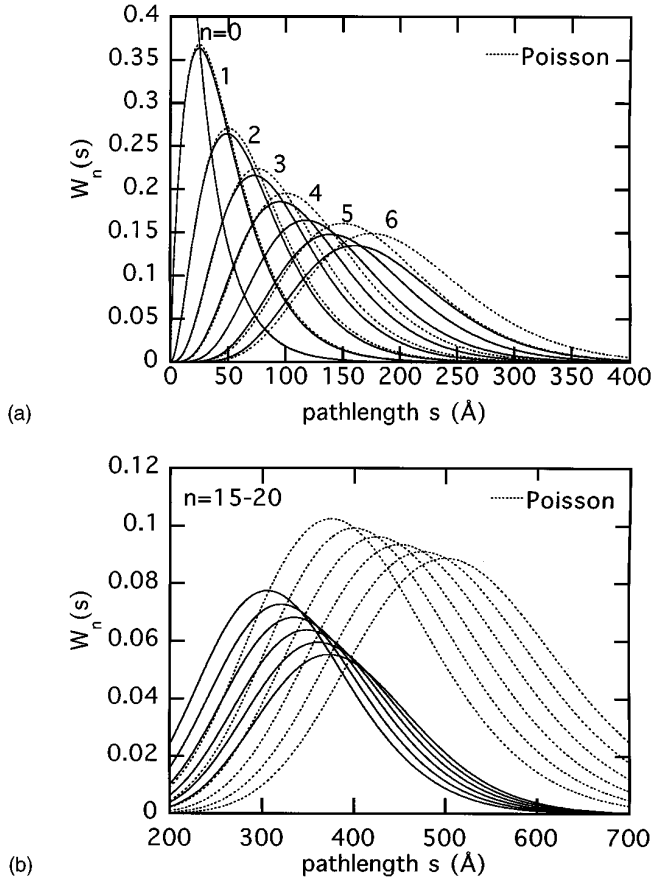 0.4
n=0
Poisson
0.35
1
0.3
0.25
2
3
W_n(s)
0.2
4
5
6
0.15
0.1
0.05
0
0 50 100 150 200 250 300 350 400
(a)
pathlength s (Å)
0.12
n=15-20
Poisson
0.1
0.08
W_n(s)
0.06
0.04
0.02
0
200 300 400 500 600 700
(b)
pathlength s (Å)